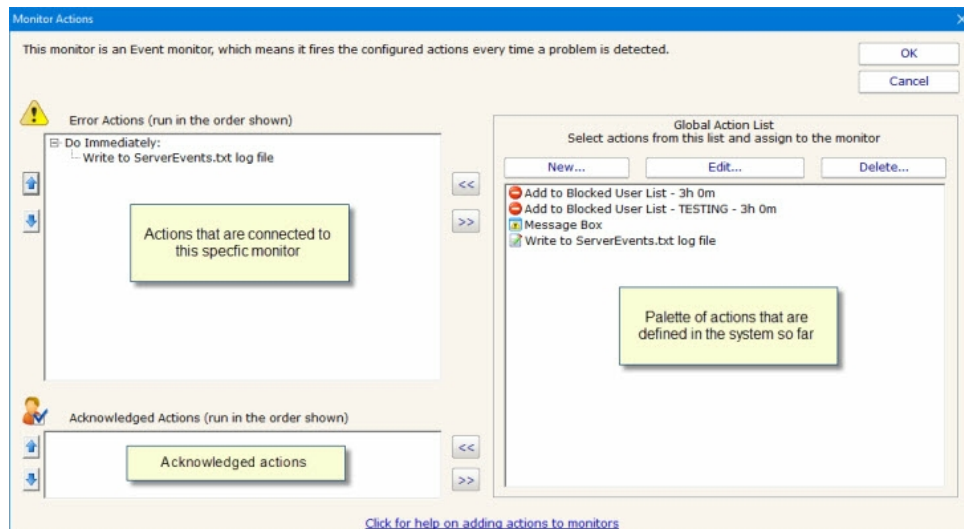 Monitor Actions
This monitor is an Event monitor, which means it fires the configured actions every time a problem is detected.
OK
Cancel
Error Actions (run in the order shown)
Do Immediately:
Write to ServerEvents.txt log file
Actions that are connected to
this specfic monitor
<<
>>
Global Action List
Select actions from this list and assign to the monitor
New...
Edit...
Delete...
Add to Blocked User List - 3h 0m
Add to Blocked User List - TESTING - 3h 0m
Message Box
Write to ServerEvents.txt log file
Palette of actions that are
defined in the system so far
Acknowledged Actions (run in the order shown)
Acknowledged actions
<<
>>
Click for help on adding actions to monitors